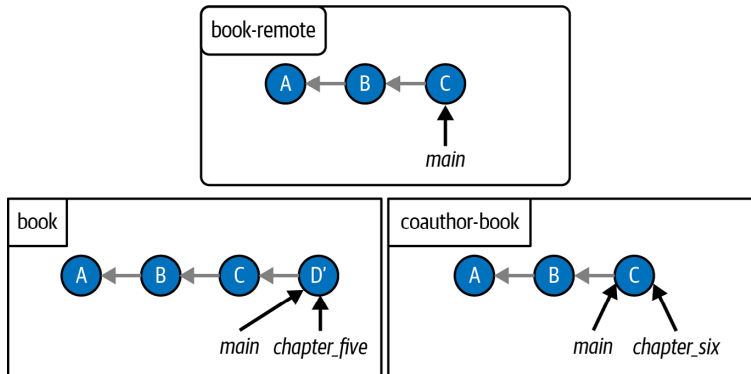 book-remote
A B C
main
book
A B C D'
main chapter_five
coauthor-book
A B C
main chapter_six